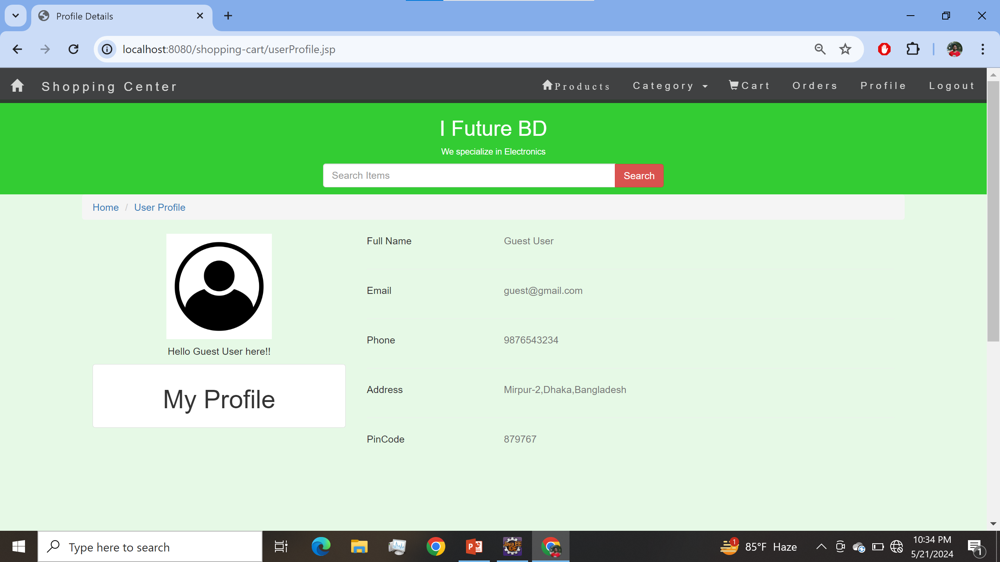 Profile Details
localhost:8080/shopping-cart/userProfile.jsp
Shopping Center
Products Category Cart Orders Profile Logout
I Future BD
We specialize in Electronics
Search Items Search
Home / User Profile
Full Name Guest User
Email guest@gmail.com
Phone 9876543234
Hello Guest User here!!
Address Mirpur-2,Dhaka,Bangladesh
My Profile
PinCode 879767
Type here to search
Java EE
IDE
1
85°F Haze
10:34 PM
5/21/2024
1